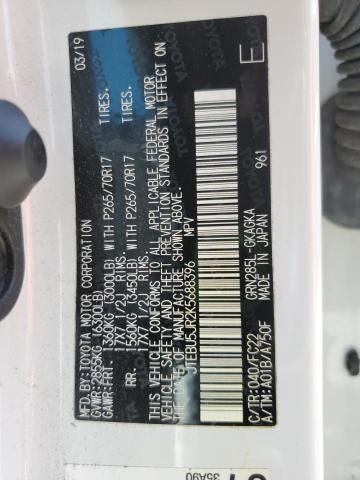 MFD. BY:TOYOTA MOTOR CORPORATION 03/19
GVWR:2855KG (6300LB)
GAWR:FRT. 1360KG (3000LB) WITH P265/70R17 TIRES.
17X7 1/2J RIMS.
RR. 1560KG (3450LB) WITH P265/70R17 TIRES.
17X7 1/2J RIMS.
THIS VEHICLE CONFORMS TO ALL APPLICABLE FEDERAL MOTOR
VEHICLE SAFETY AND THEFT PREVENTION STANDARDS IN EFFECT ON
THE DATE OF MANUFACTURE SHOWN ABOVE.
JTEBU5JR2K5688396 MPV
E
C/TR:040/FC22 GRN285L-GKAGKA
A/TM:A01B/A750F JAPAN 961
35A90